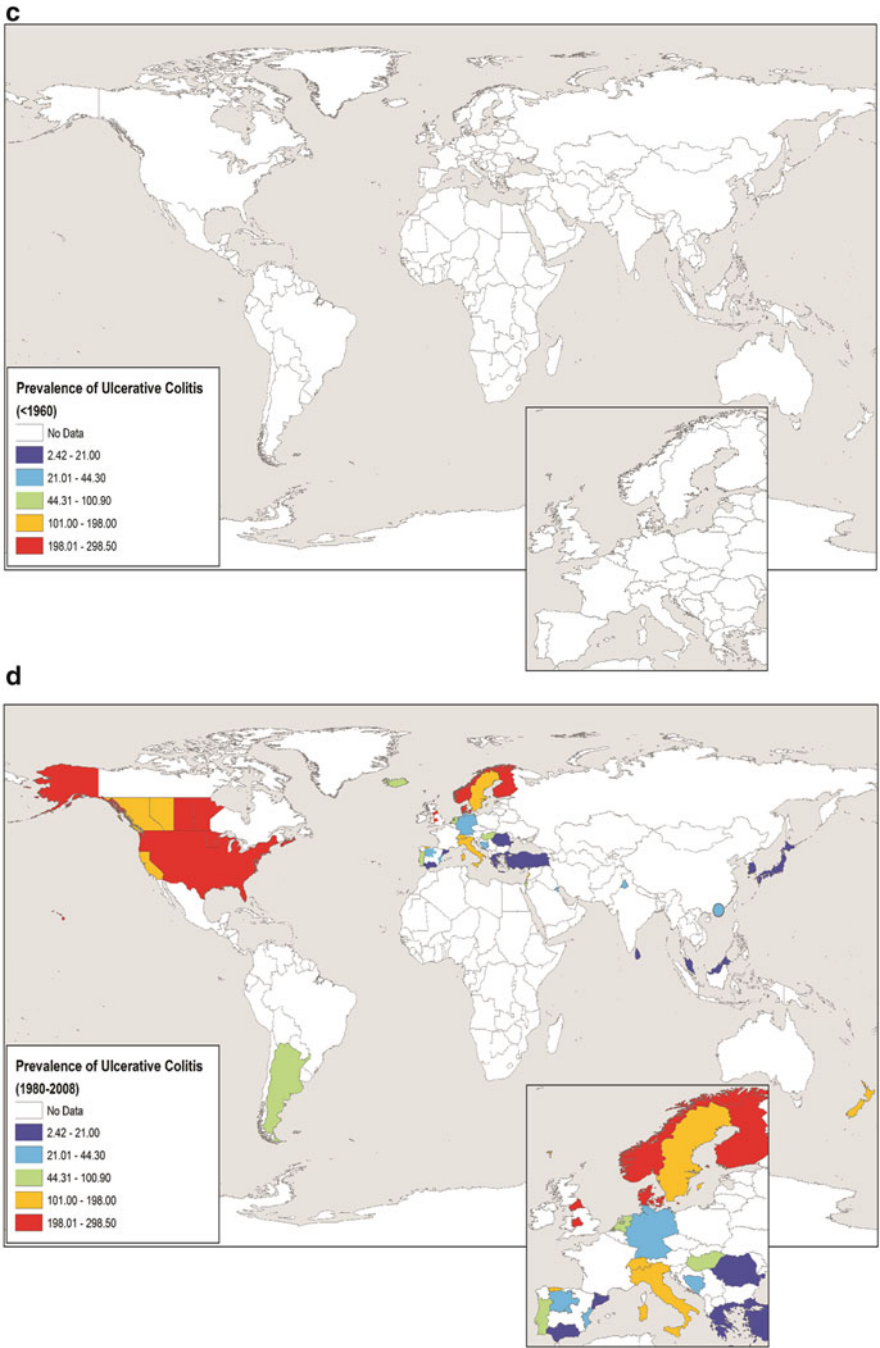 c
Prevalence of Ulcerative Colitis
(<1960)
No Data
2.42 - 21.00
21.01 - 44.30
44.31 - 100.90
101.00 - 198.00
198.01 - 298.50
d
Prevalence of Ulcerative Colitis
(1980-2008)
No Data
2.42 - 21.00
21.01 - 44.30
44.31 - 100.90
101.00 - 198.00
198.01 - 298.50